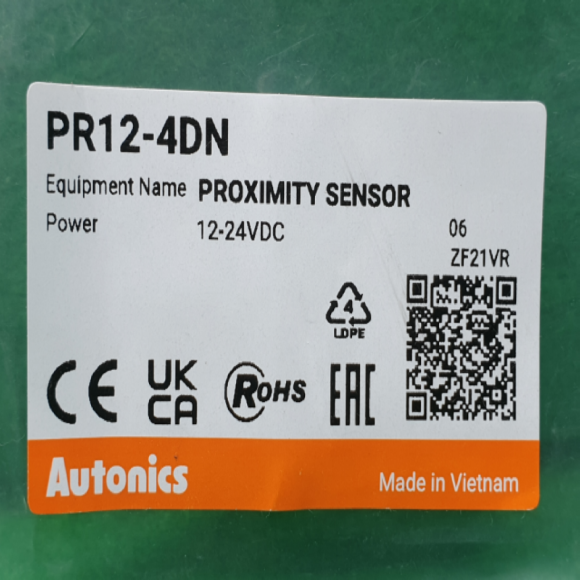 PR12-4DN
Equipment Name PROXIMITY SENSOR
Power 12-24VDC 06
ZF21VR
4
LDPE
CE UK CA RoHS EAC
Autonics Made in Vietnam